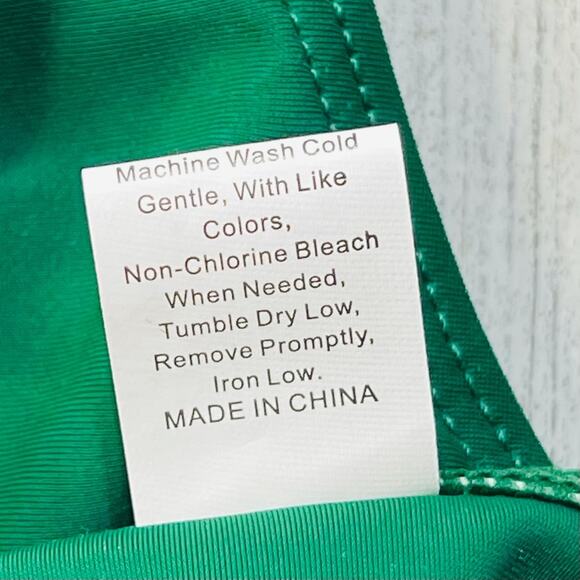 Machine Wash Cold
Gentle, With Like
Colors,
Non-Chlorine Bleach
When Needed,
Tumble Dry Low,
Remove Promptly,
Iron Low.
MADE IN CHINA